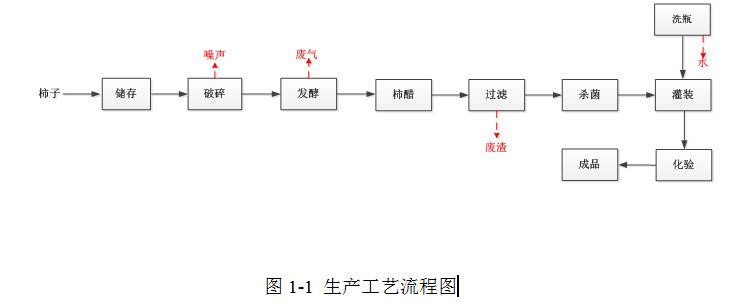 洗瓶
噪声
废气
水
柿子
储存
破碎
发酵
柿醋
过滤
杀菌
灌装
废渣
成品
化验
图 1-1 生产工艺流程图